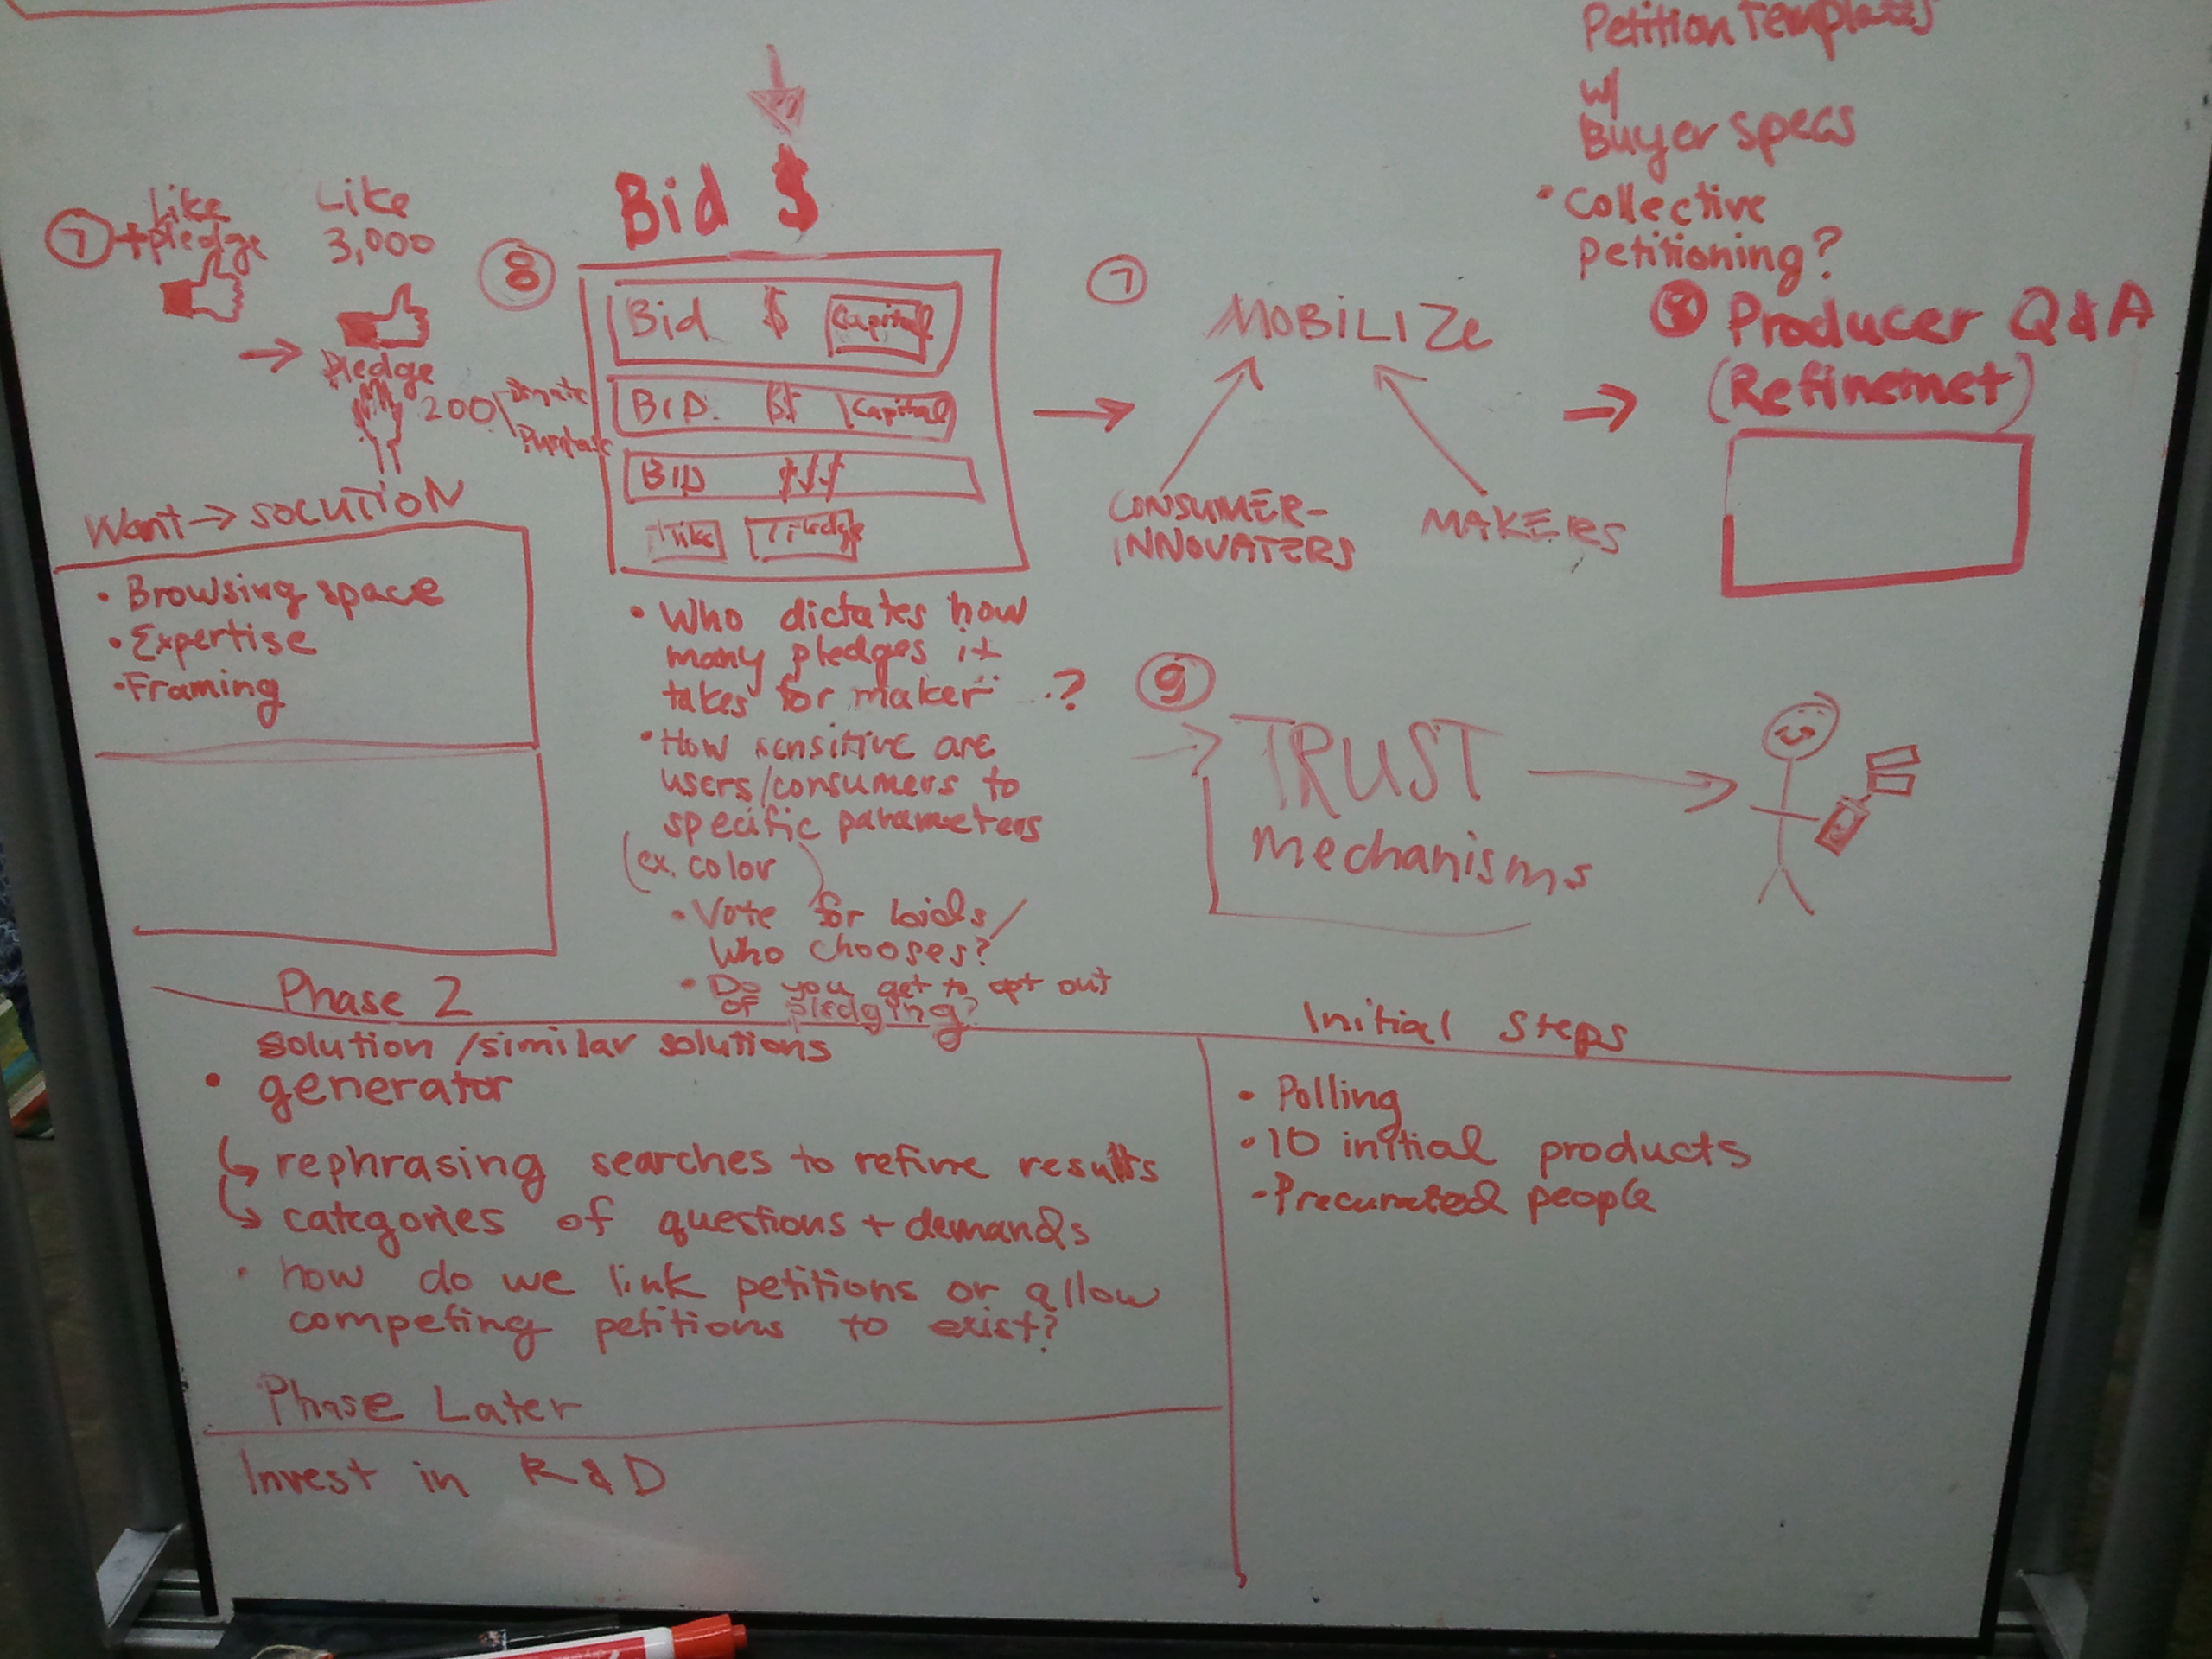 Petition Templates
w/
Buyer specs
• Collective
petitioning?
7 + Like
pledge
Like
3,000
Pledge
200
Donate
Purchase
8
Bid $
Bid $ Capital
BID. $$ Capital
BID $$$
Like
7
MOBILIZE
CONSUMER-
INNOVATERS
MAKERS
8 Producer Q&A
(Refinemet)
Want → SOLUTION
• Browsing space
• Expertise
• Framing
• Who dictates how
many pledges it
takes for maker ...?
• How sensitive are
users/consumers to
specific parameters
(ex. color )
• Vote for bids/
Who chooses?
• Do you get to opt out
of pledging?
9
TRUST
Mechanisms
Phase 2
solution/similar solutions
• generator
rephrasing searches to refine results
categories of questions + demands
• how do we link petitions or allow
competing petitions to exist?
Phase Later
Invest in R&D
Initial Steps
• Polling
• 10 initial products
• Precurated people